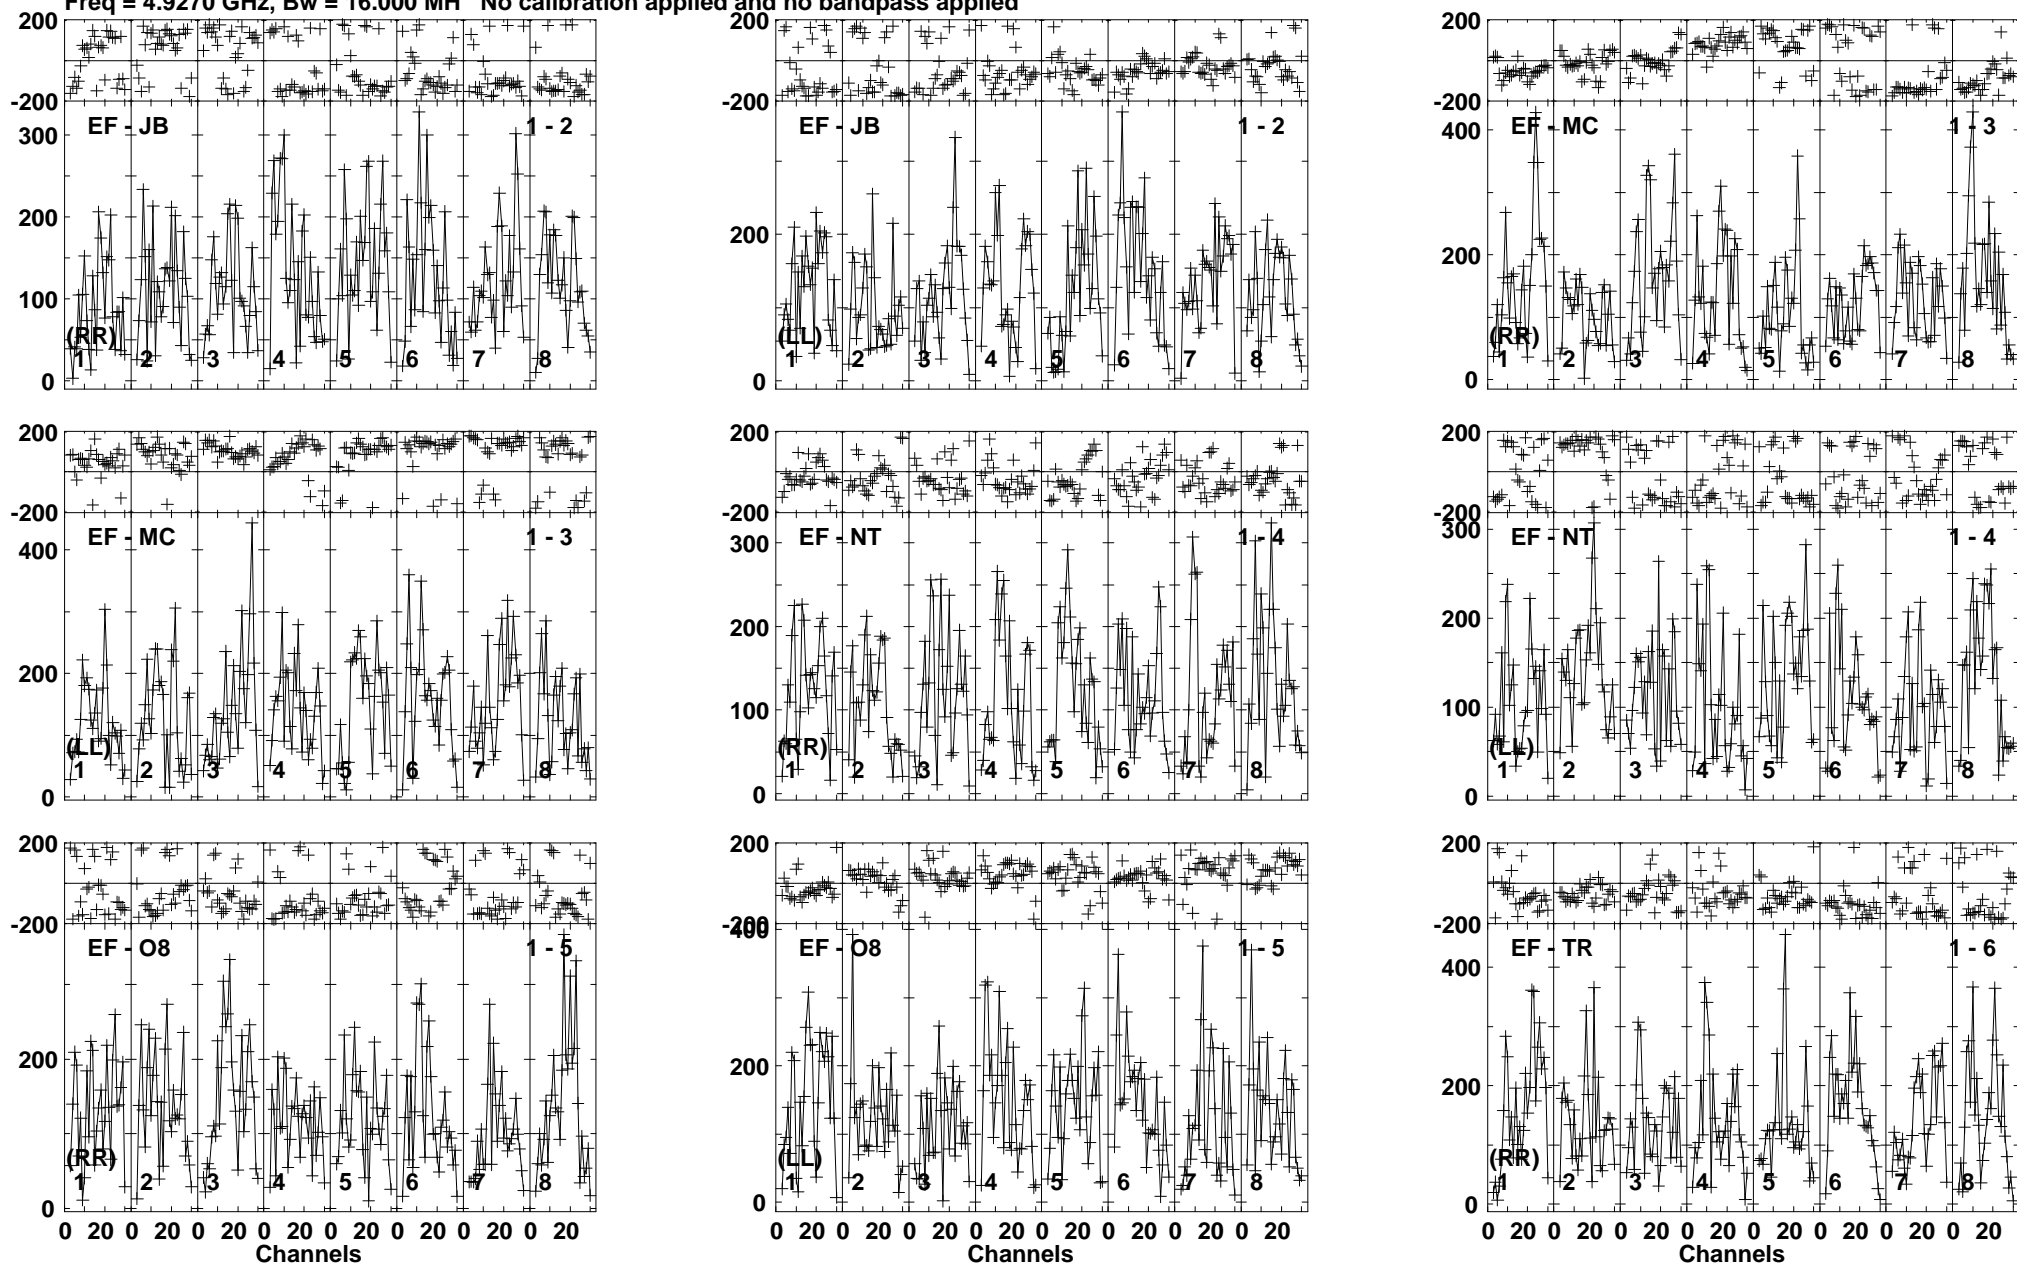 Freq = 4.9270 GHz, Bw = 16.000 MH No calibration applied and no bandpass applied
200 200 200
-200 -200 -200
EF - JB 1 - 2 EF - JB 1 - 2 EF - MC 1 - 3
300 400
200 200 200
100
(RR) (LL) (RR)
1 2 3 4 5 6 7 8 1 2 3 4 5 6 7 8 1 2 3 4 5 6 7 8
0 0 0
200 200 200
-200 -200 -200
EF - MC 1 - 3 EF - NT 1 - 4 EF - NT 1 - 4
400 300 300
200 200 200
100 100
(LL) (RR) (LL)
1 2 3 4 5 6 7 8 1 2 3 4 5 6 7 8 1 2 3 4 5 6 7 8
0 0 0
200 200 200
-200 -200 -200
400
EF - O8 1 - 5 EF - O8 1 - 5 EF - TR 1 - 6
400
200 200 200
(RR) (LL) (RR)
1 2 3 4 5 6 7 8 1 2 3 4 5 6 7 8 1 2 3 4 5 6 7 8
0 0 0
0 20 0 20 0 20 0 20 0 20 0 20 0 20 0 20 0 20 0 20 0 20 0 20 0 20 0 20 0 20 0 20 0 20 0 20 0 20 0 20 0 20 0 20 0 20 0 20
Channels Channels Channels